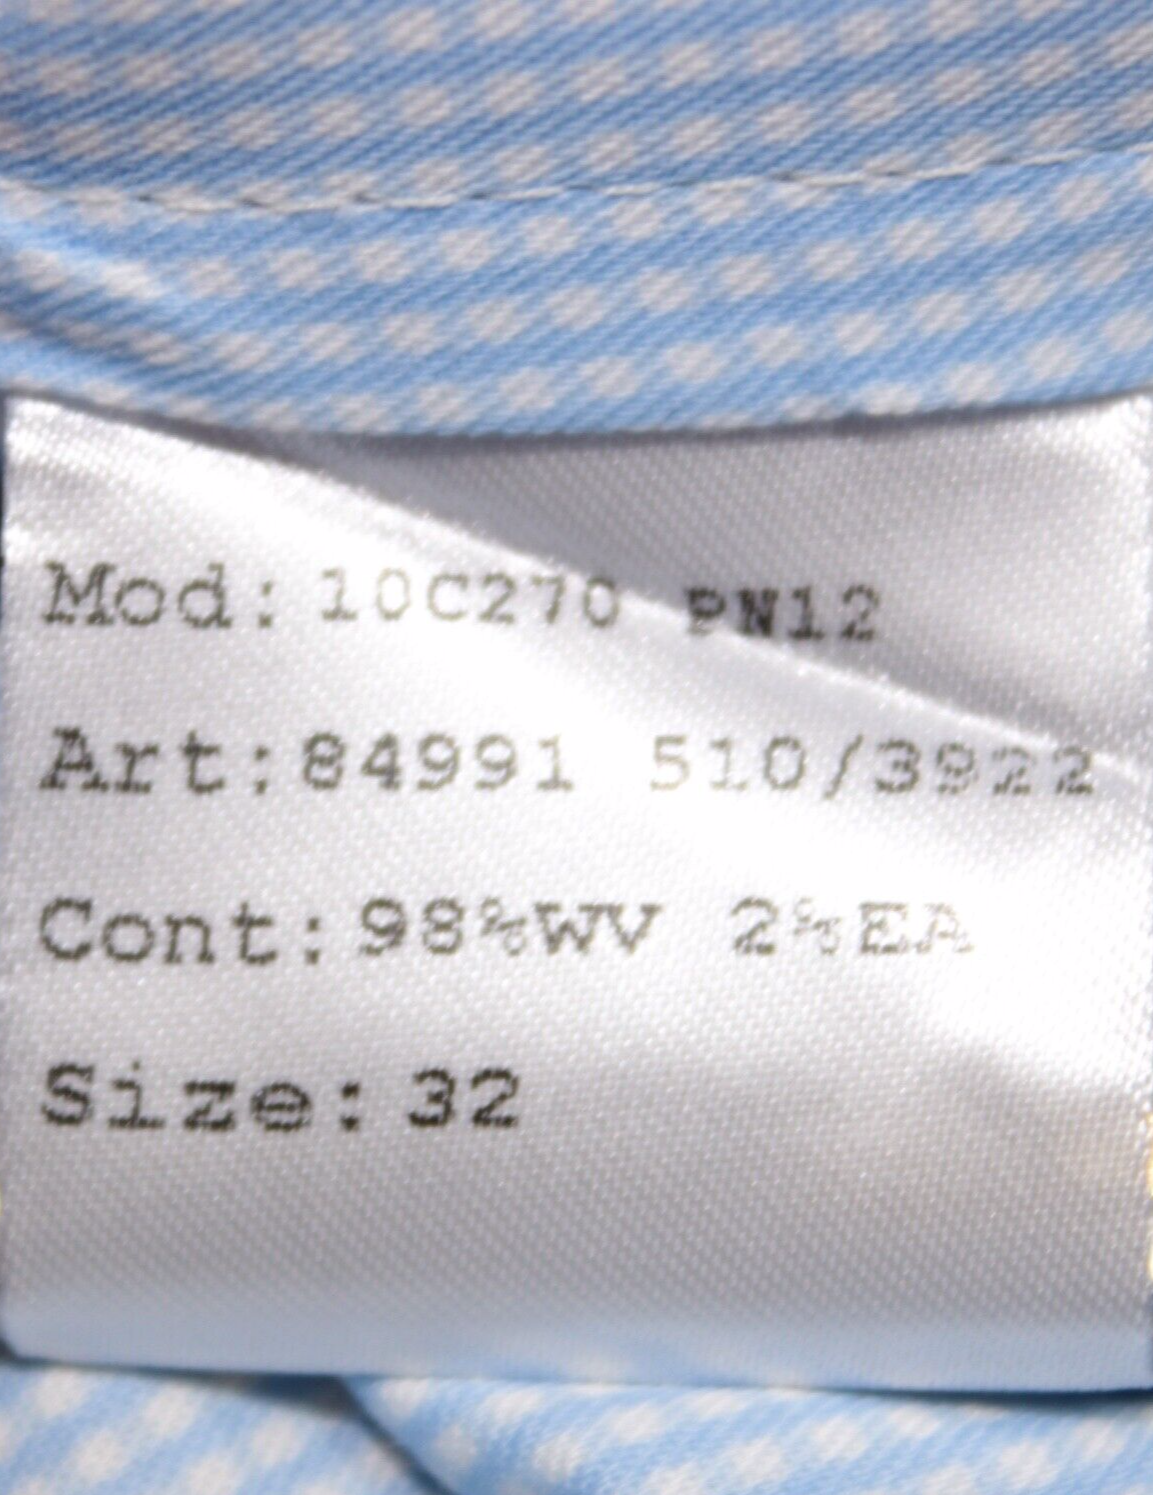 Mod: 10C270 PN12
Art: 84991 510/3922
Cont: 98%WV 2%EA
Size: 32